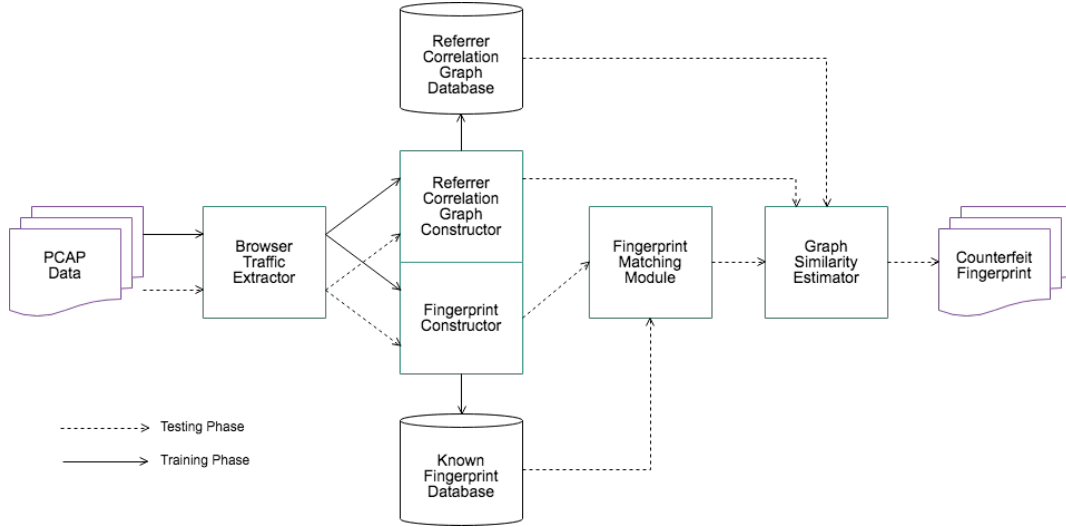 Referrer
Correlation
Graph
Database
Referrer
Correlation
Graph
Constructor
PCAP
Data
Browser
Traffic
Extractor
Fingerprint
Matching
Module
Graph
Similarity
Estimator
Counterfeit
Fingerprint
Fingerprint
Constructor
Testing Phase
Training Phase
Known
Fingerprint
Database